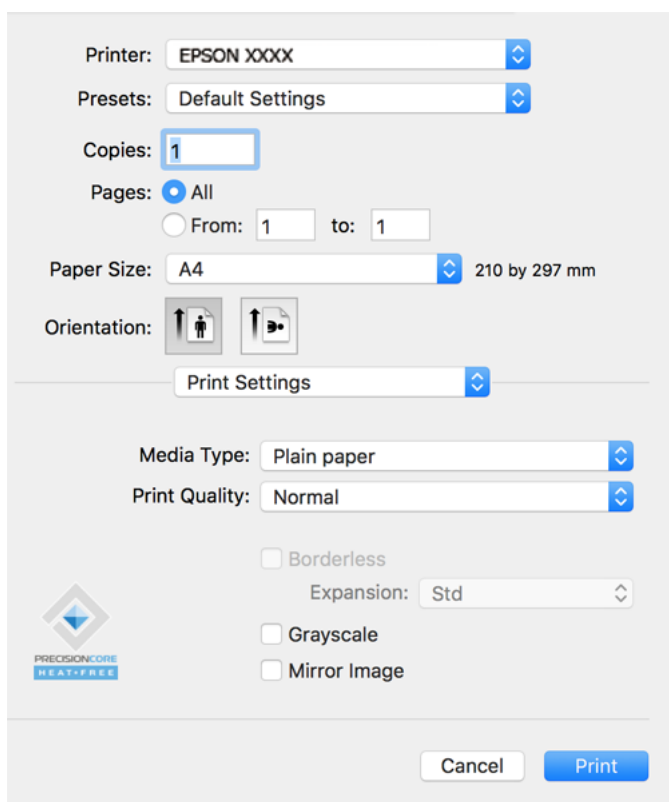 Printer: EPSON XXXX
Presets: Default Settings
Copies: 1
Pages: All
From: 1 to: 1
Paper Size: A4 210 by 297 mm
Orientation:
Print Settings
Media Type: Plain paper
Print Quality: Normal
Borderless
Expansion: Std
Grayscale
Mirror Image
PRECISIONCORE
HEAT•FREE
Cancel Print